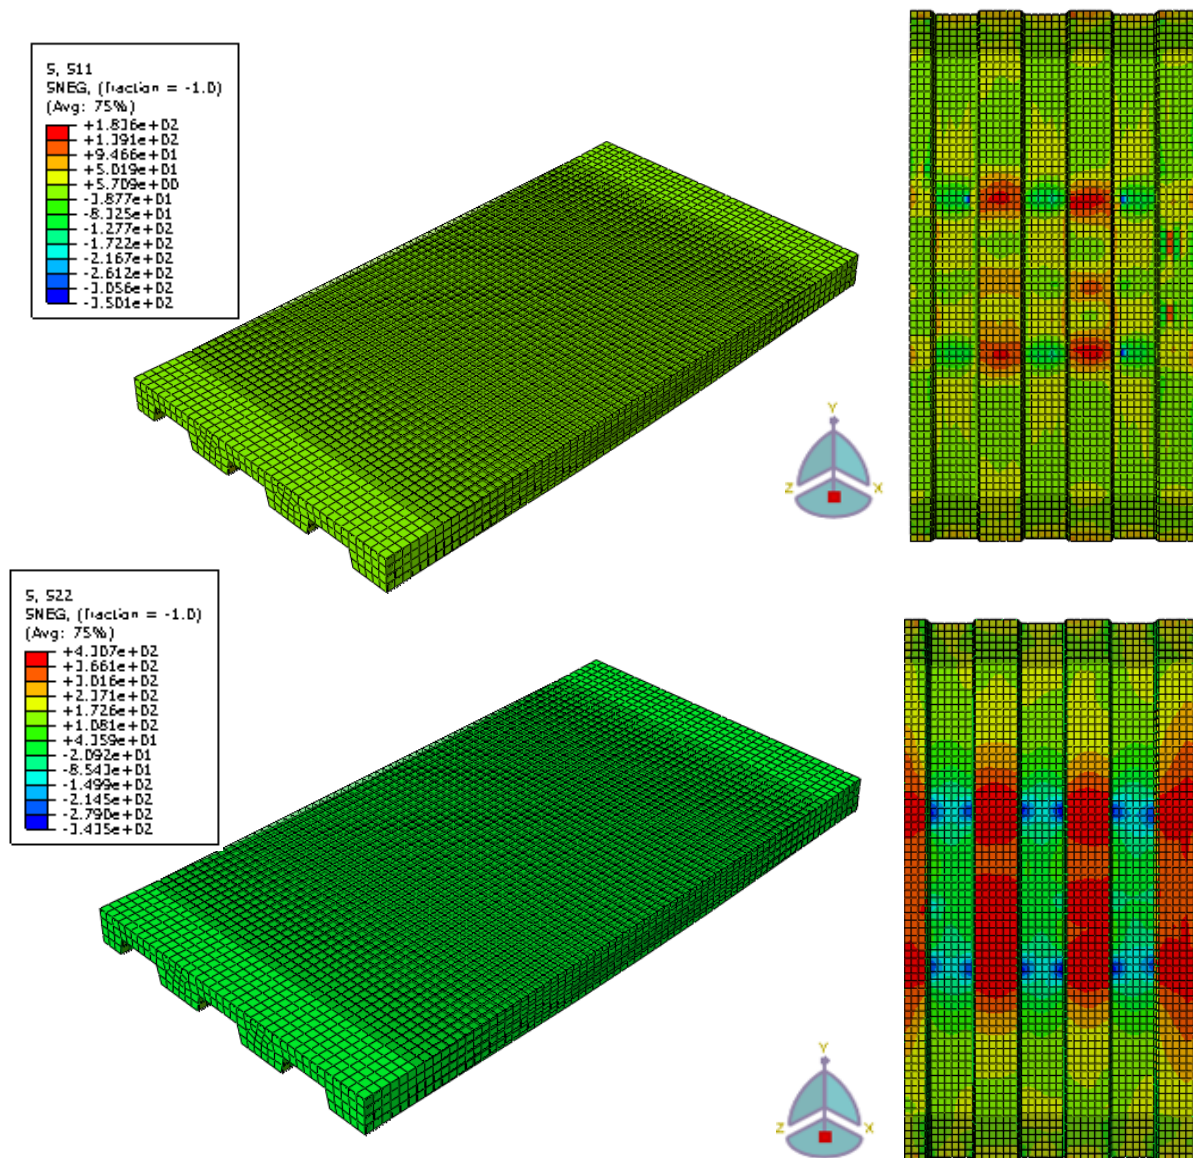 S, S11
SNEG, (fraction = -1.0)
(Avg: 75%)
+1.836e+02
+1.391e+02
+9.466e+01
+5.019e+01
+5.709e+00
-3.877e+01
-8.325e+01
-1.277e+02
-1.722e+02
-2.167e+02
-2.612e+02
-3.056e+02
-3.501e+02
Y
Z
X
S, S22
SNEG, (fraction = -1.0)
(Avg: 75%)
+4.307e+02
+3.661e+02
+3.016e+02
+2.371e+02
+1.726e+02
+1.081e+02
+4.359e+01
-2.092e+01
-8.543e+01
-1.499e+02
-2.145e+02
-2.790e+02
-3.435e+02
Y
Z
X